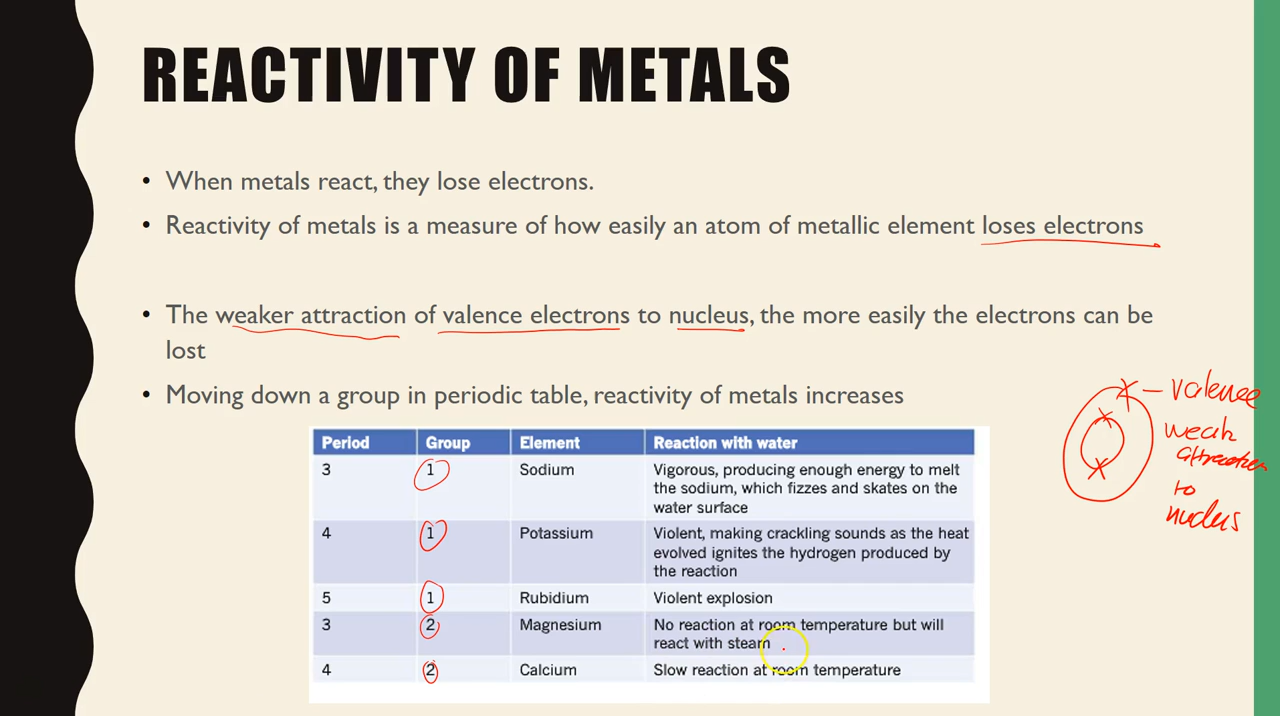 REACTIVITY OF METALS
• When metals react, they lose electrons.
• Reactivity of metals is a measure of how easily an atom of metallic element loses electrons
• The weaker attraction of valence electrons to nucleus, the more easily the electrons can be
lost
• Moving down a group in periodic table, reactivity of metals increases
Period Group Element Reaction with water
3 1 Sodium Vigorous, producing enough energy to melt
the sodium, which fizzes and skates on the
water surface
4 1 Potassium Violent, making crackling sounds as the heat
evolved ignites the hydrogen produced by
the reaction
5 1 Rubidium Violent explosion
3 2 Magnesium No reaction at room temperature but will
react with steam
4 2 Calcium Slow reaction at room temperature
valence
weak
attraction
to
nucleus